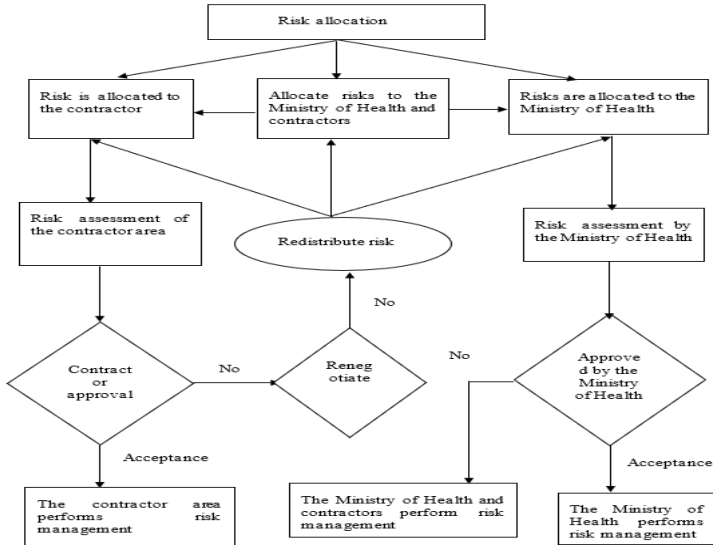 Risk allocation
Risk is allocated to
the contractor
Allocate risks to the
Ministry of Health and
contractors
Risks are allocated to the
Ministry of Health
Risk assessment of
the contractor area
Redistribute risk
Risk assessment by
the Ministry of Health
No
Contract
or
approval
No
Reneg
otiate
No
Approve
d by the
Ministry
of Health
Acceptance
Acceptance
The contractor area
performs risk
management
The Ministry of Health and
contractors perform risk
management
The Ministry of
Health performs
risk management